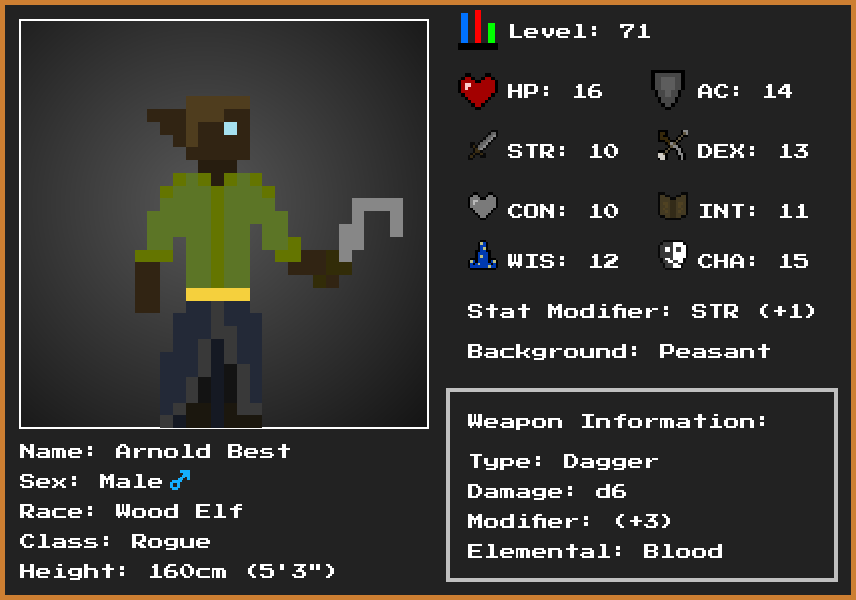 Level: 71
HP: 16
AC: 14
STR: 10
DEX: 13
CON: 10
INT: 11
WIS: 12
CHA: 15
Stat Modifier: STR (+1)
Background: Peasant
Weapon Information:
Type: Dagger
Damage: d6
Modifier: (+3)
Elemental: Blood
Name: Arnold Best
Sex: Male ♂
Race: Wood Elf
Class: Rogue
Height: 160cm (5'3")